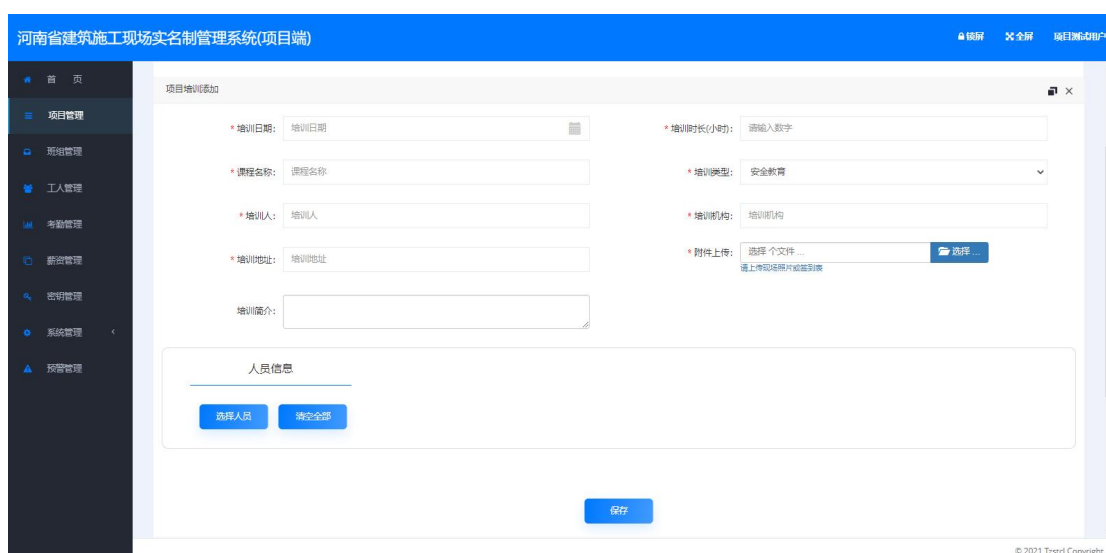 河南省建筑施工现场实名制管理系统(项目端)
锁屏 全屏 项目测试用户
首 页
项目管理
班组管理
工人管理
考勤管理
薪资管理
密钥管理
系统管理
预警管理
项目培训添加
* 培训日期: 培训日期 * 培训时长(小时): 请输入数字
* 课程名称: 课程名称 * 培训类型: 安全教育
* 培训人: 培训人 * 培训机构: 培训机构
* 培训地址: 培训地址 * 附件上传: 选择 个文件 ... 选择 ...
请上传现场照片或签到表
培训简介:
人员信息
选择人员 清空全部
保存
© 2021 Tzstcl Copyright